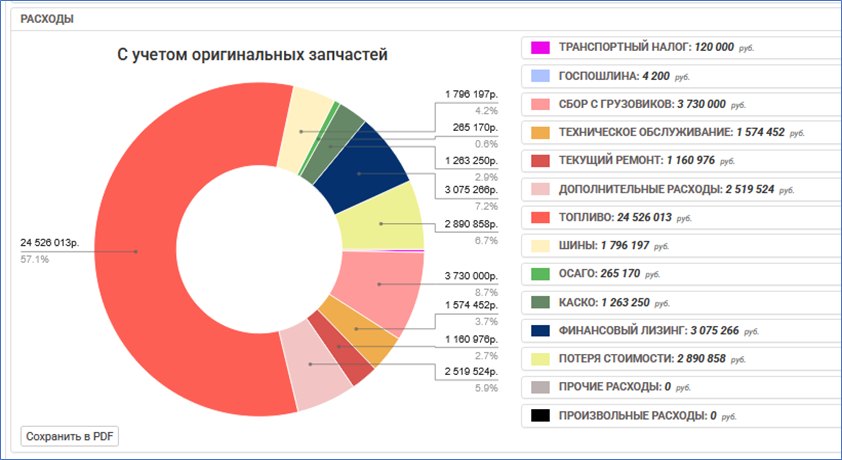 РАСХОДЫ
С учетом оригинальных запчастей
1 796 197р.
4.2%
265 170р.
0.6%
1 263 250р.
2.9%
3 075 266р.
7.2%
2 890 858р.
6.7%
24 526 013р.
57.1%
3 730 000р.
8.7%
1 574 452р.
3.7%
1 160 976р.
2.7%
2 519 524р.
5.9%
Сохранить в PDF
ТРАНСПОРТНЫЙ НАЛОГ: 120 000 руб.
ГОСПОШЛИНА: 4 200 руб.
СБОР С ГРУЗОВИКОВ: 3 730 000 руб.
ТЕХНИЧЕСКОЕ ОБСЛУЖИВАНИЕ: 1 574 452 руб.
ТЕКУЩИЙ РЕМОНТ: 1 160 976 руб.
ДОПОЛНИТЕЛЬНЫЕ РАСХОДЫ: 2 519 524 руб.
ТОПЛИВО: 24 526 013 руб.
ШИНЫ: 1 796 197 руб.
ОСАГО: 265 170 руб.
КАСКО: 1 263 250 руб.
ФИНАНСОВЫЙ ЛИЗИНГ: 3 075 266 руб.
ПОТЕРЯ СТОИМОСТИ: 2 890 858 руб.
ПРОЧИЕ РАСХОДЫ: 0 руб.
ПРОИЗВОЛЬНЫЕ РАСХОДЫ: 0 руб.